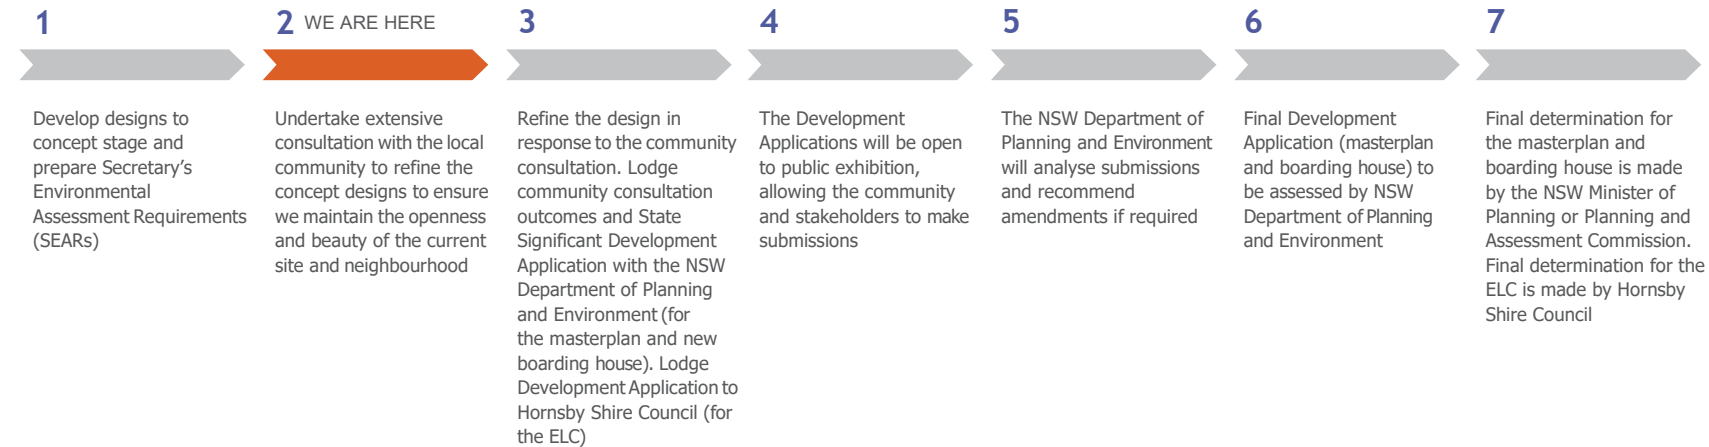 1
Develop designs to
concept stage and
prepare Secretary’s
Environmental
Assessment Requirements
(SEARs)
2 WE ARE HERE
Undertake extensive
consultation with the local
community to refine the
concept designs to ensure
we maintain the openness
and beauty of the current
site and neighbourhood
3
Refine the design in
response to the community
consultation. Lodge
community consultation
outcomes and State
Significant Development
Application with the NSW
Department of Planning
and Environment (for
the masterplan and new
boarding house). Lodge
Development Application to
Hornsby Shire Council (for
the ELC)
4
The Development
Applications will be open
to public exhibition,
allowing the community
and stakeholders to make
submissions
5
The NSW Department of
Planning and Environment
will analyse submissions
and recommend
amendments if required
6
Final Development
Application (masterplan
and boarding house) to
be assessed by NSW
Department of Planning
and Environment
7
Final determination for
the masterplan and
boarding house is made
by the NSW Minister of
Planning or Planning and
Assessment Commission.
Final determination for the
ELC is made by Hornsby
Shire Council